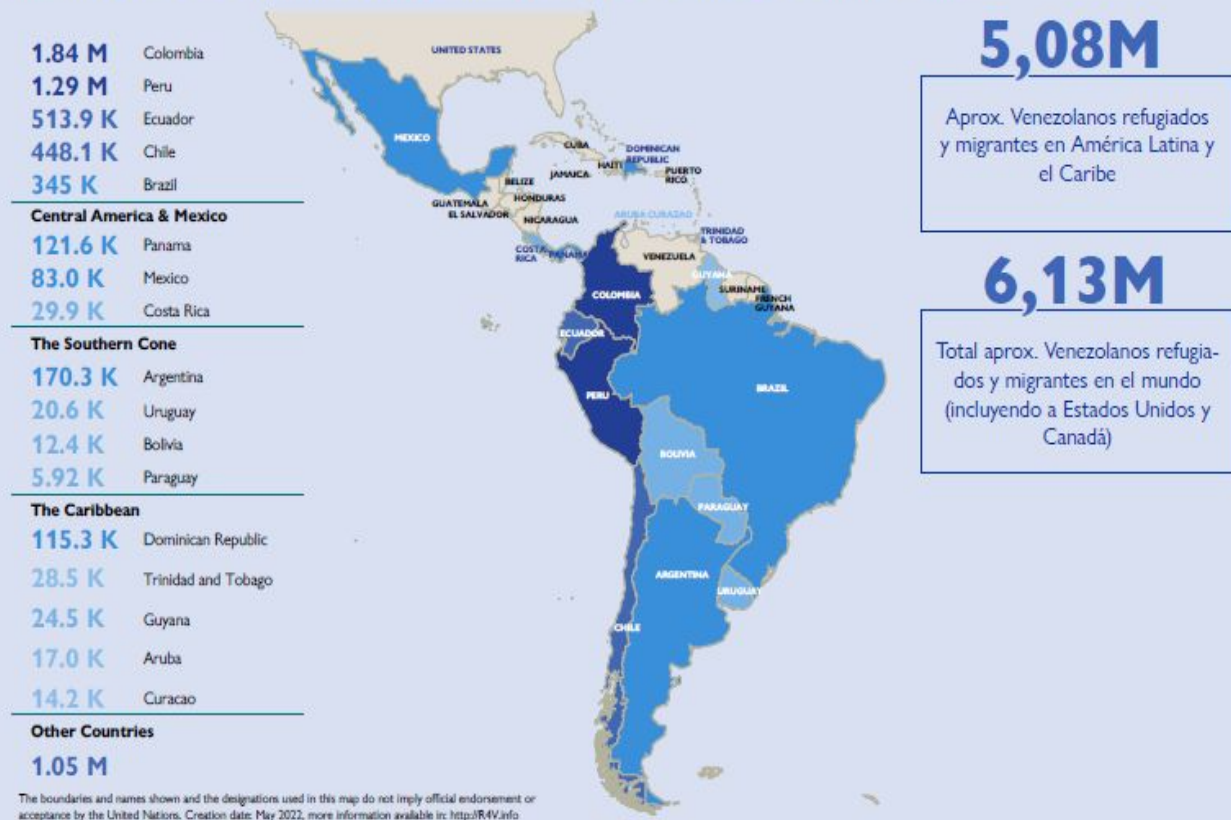 1.84 M Colombia
1.29 M Peru
513.9 K Ecuador
448.1 K Chile
345 K Brazil
Central America & Mexico
121.6 K Panama
83.0 K Mexico
29.9 K Costa Rica
The Southern Cone
170.3 K Argentina
20.6 K Uruguay
12.4 K Bolivia
5.92 K Paraguay
The Caribbean
115.3 K Dominican Republic
28.5 K Trinidad and Tobago
24.5 K Guyana
17.0 K Aruba
14.2 K Curacao
Other Countries
1.05 M
The boundaries and names shown and the designations used in this map do not imply official endorsement or
acceptance by the United Nations. Creation date: May 2022, more information available in: http://R4V.info
UNITED STATES
MEXICO
CUBA
DOMINICAN
REPUBLIC
HAITI
JAMAICA
PUERTO
RICO
BELIZE
GUATEMALA
HONDURAS
EL SALVADOR
NICARAGUA
ARUBA CURAZAO
COSTA
RICA
PANAMA
TRINIDAD
& TOBAGO
VENEZUELA
GUYANA
SURINAME
FRENCH
GUYANA
COLOMBIA
ECUADOR
PERU
BRAZIL
BOLIVIA
PARAGUAY
ARGENTINA
URUGUAY
CHILE
5,08M
Aprox. Venezolanos refugiados
y migrantes en América Latina y
el Caribe
6,13M
Total aprox. Venezolanos refugia-
dos y migrantes en el mundo
(incluyendo a Estados Unidos y
Canadá)